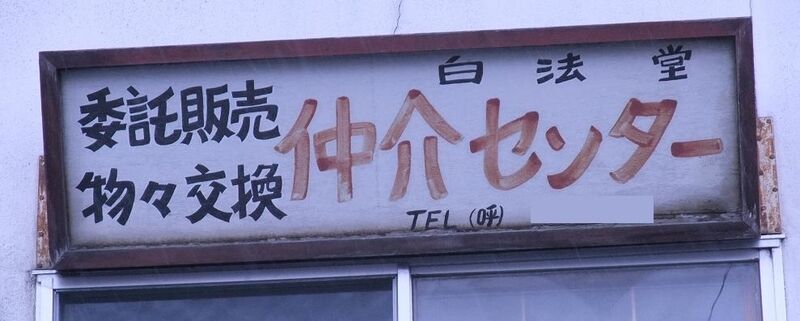 白法堂
委託販売
物々交換
仲介センター
TEL (呼)